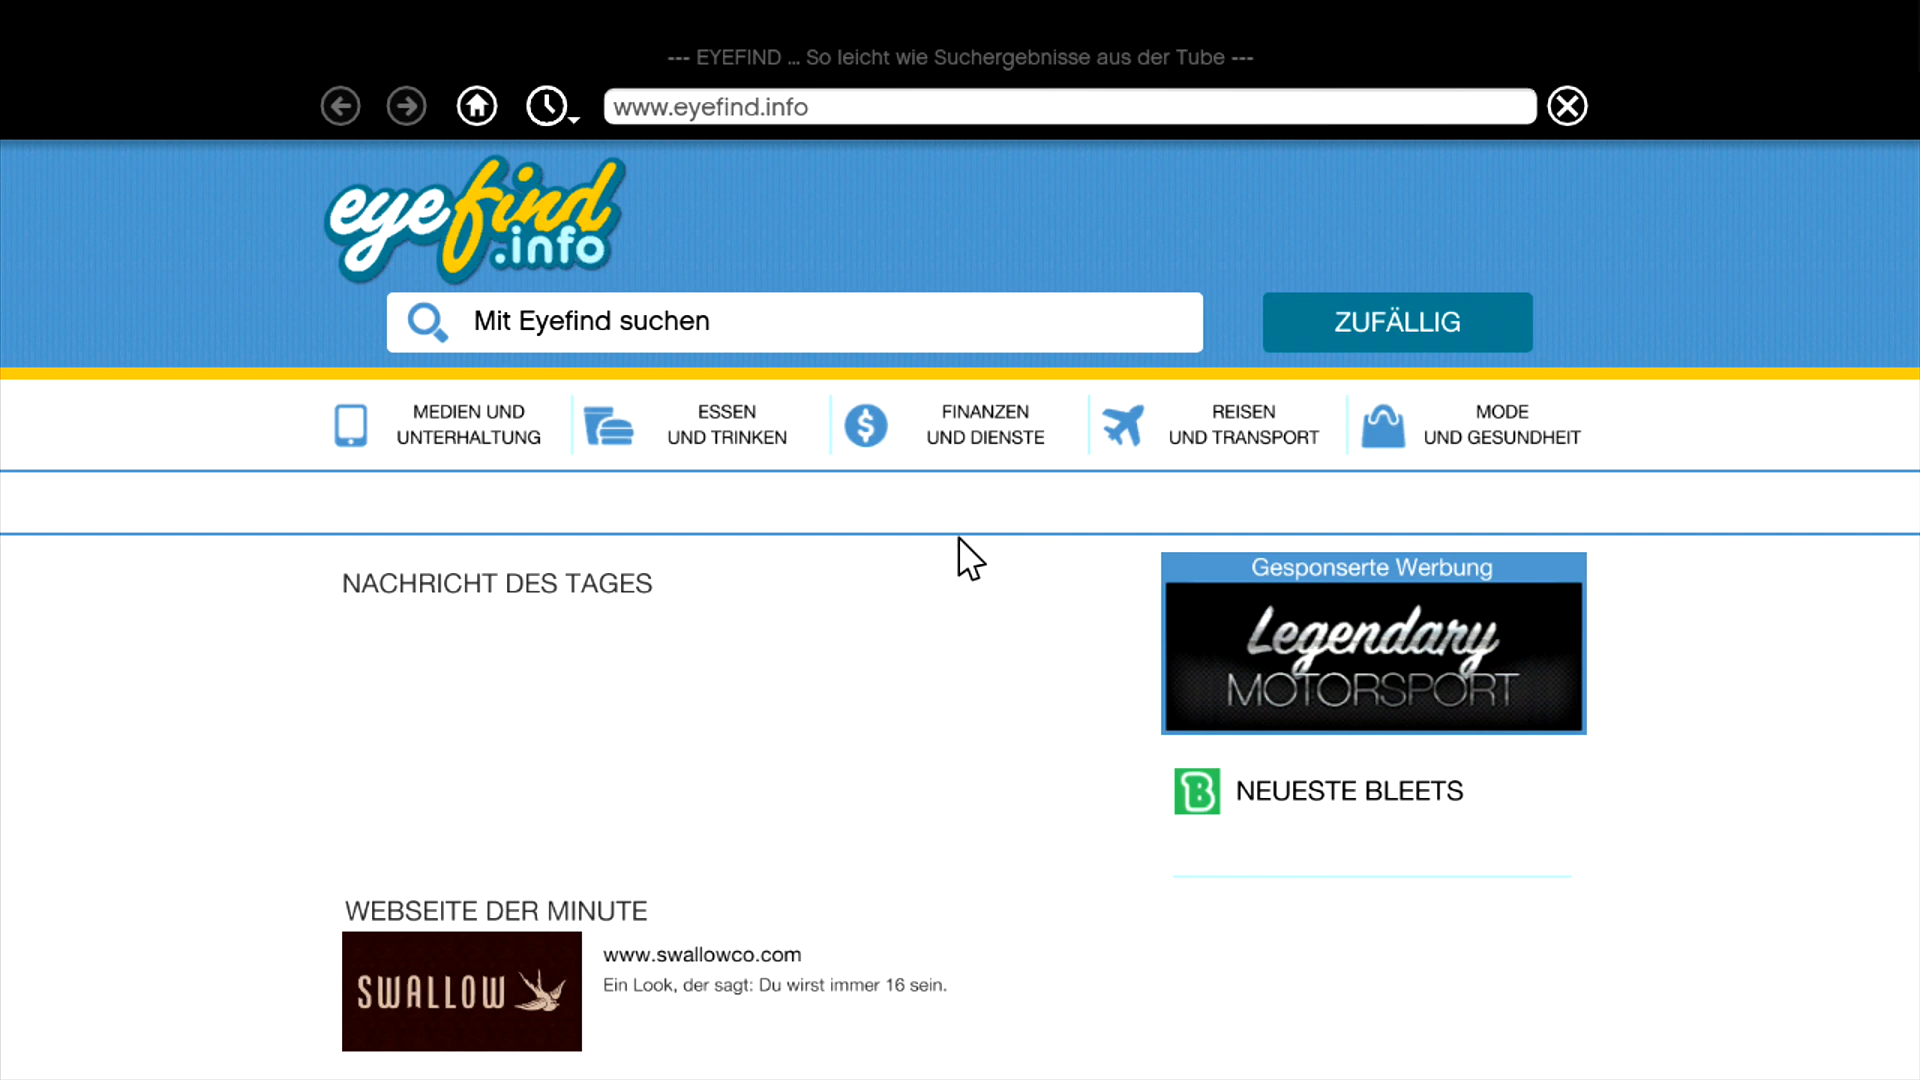 --- EYEFIND ... So leicht wie Suchergebnisse aus der Tube ---
www.eyefind.info
eyefind
.info
Mit Eyefind suchen
ZUFÄLLIG
MEDIEN UND
UNTERHALTUNG
ESSEN
UND TRINKEN
FINANZEN
UND DIENSTE
REISEN
UND TRANSPORT
MODE
UND GESUNDHEIT
NACHRICHT DES TAGES
Gesponserte Werbung
Legendary
MOTORSPORT
B NEUESTE BLEETS
WEBSEITE DER MINUTE
SWALLOW
www.swallowco.com
Ein Look, der sagt: Du wirst immer 16 sein.